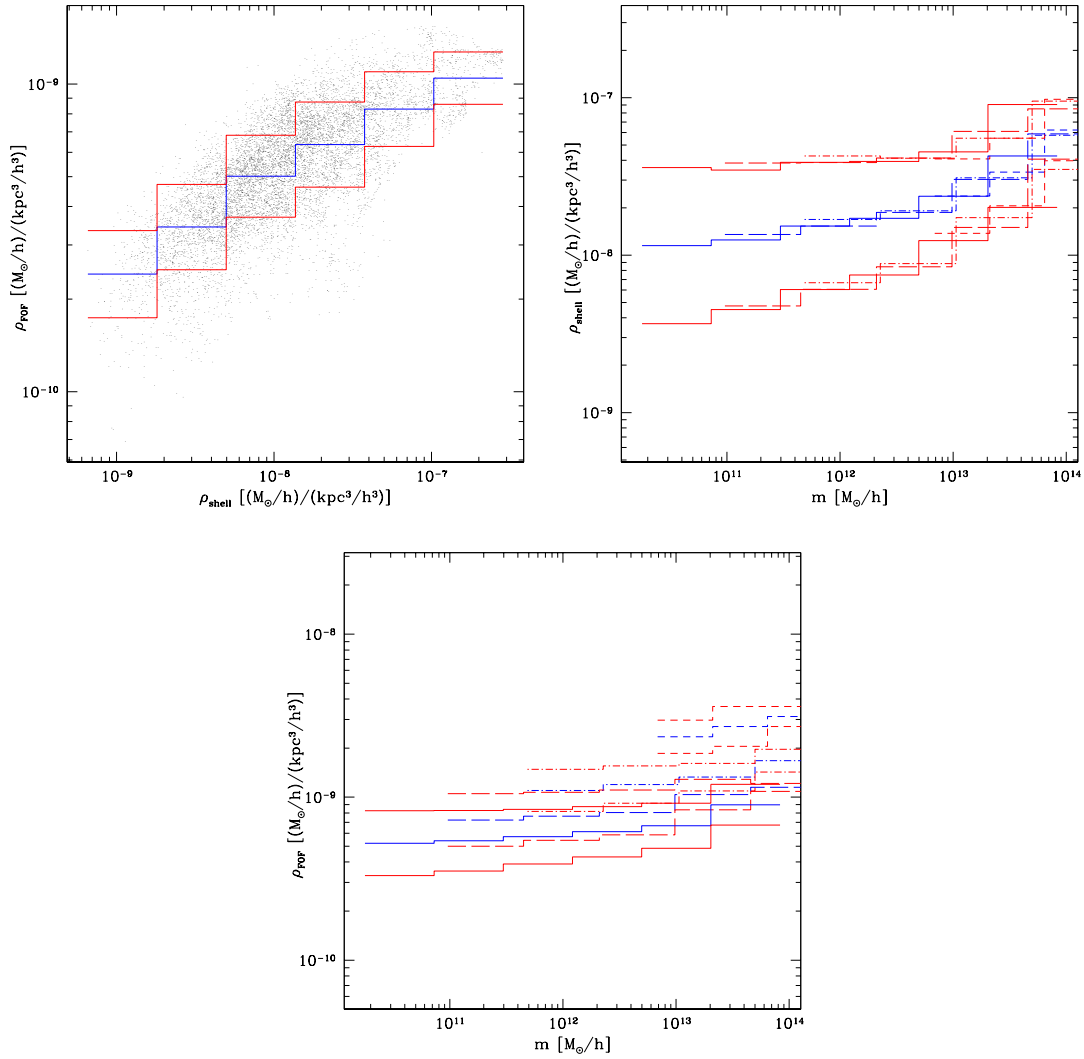 10⁻⁹
10⁻¹⁰
ρ_FOF [(M_⊙/h)/(kpc³/h³)]
10⁻⁹ 10⁻⁸ 10⁻⁷
ρ_shell [(M_⊙/h)/(kpc³/h³)]
10⁻⁷
10⁻⁸
10⁻⁹
ρ_shell [(M_⊙/h)/(kpc³/h³)]
10¹¹ 10¹² 10¹³ 10¹⁴
m [M_⊙/h]
10⁻⁸
10⁻⁹
10⁻¹⁰
ρ_FOF [(M_⊙/h)/(kpc³/h³)]
10¹¹ 10¹² 10¹³ 10¹⁴
m [M_⊙/h]